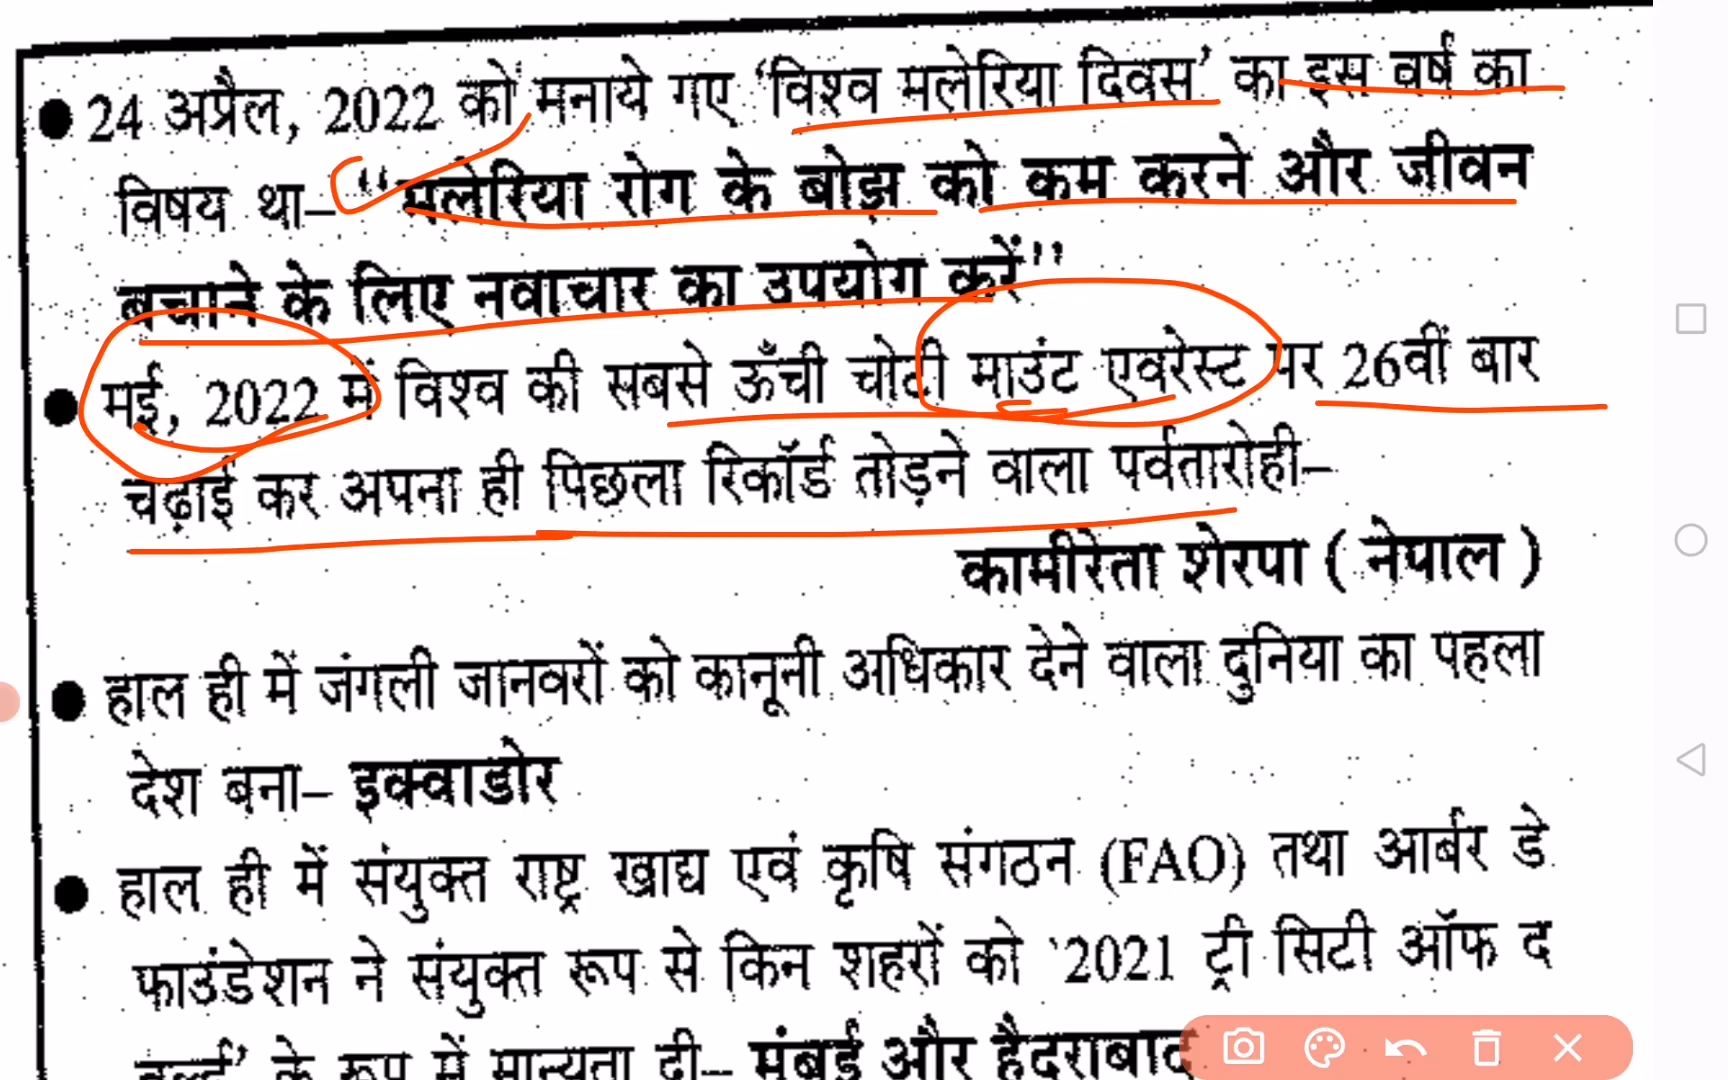 ● 24 अप्रैल, 2022 को मनाये गए ‘विश्व मलेरिया दिवस’ का इस वर्ष का
विषय था– ‘‘मलेरिया रोग के बोझ को कम करने और जीवन
बचाने के लिए नवाचार का उपयोग करें’’
● मई, 2022 में विश्व की सबसे ऊँची चोटी माउंट एवरेस्ट पर 26वीं बार
चढ़ाई कर अपना ही पिछला रिकॉर्ड तोड़ने वाला पर्वतारोही–
कामीरेता शेरपा ( नेपाल )
● हाल ही में जंगली जानवरों को कानूनी अधिकार देने वाला दुनिया का पहला
देश बना– इक्वाडोर
● हाल ही में संयुक्त राष्ट्र खाद्य एवं कृषि संगठन (FAO) तथा आर्बर डे
फाउंडेशन ने संयुक्त रूप से किन शहरों को '2021 ट्री सिटी ऑफ द
वर्ल्ड’ के रूप में मान्यता दी– मुंबई और हैदराबाद